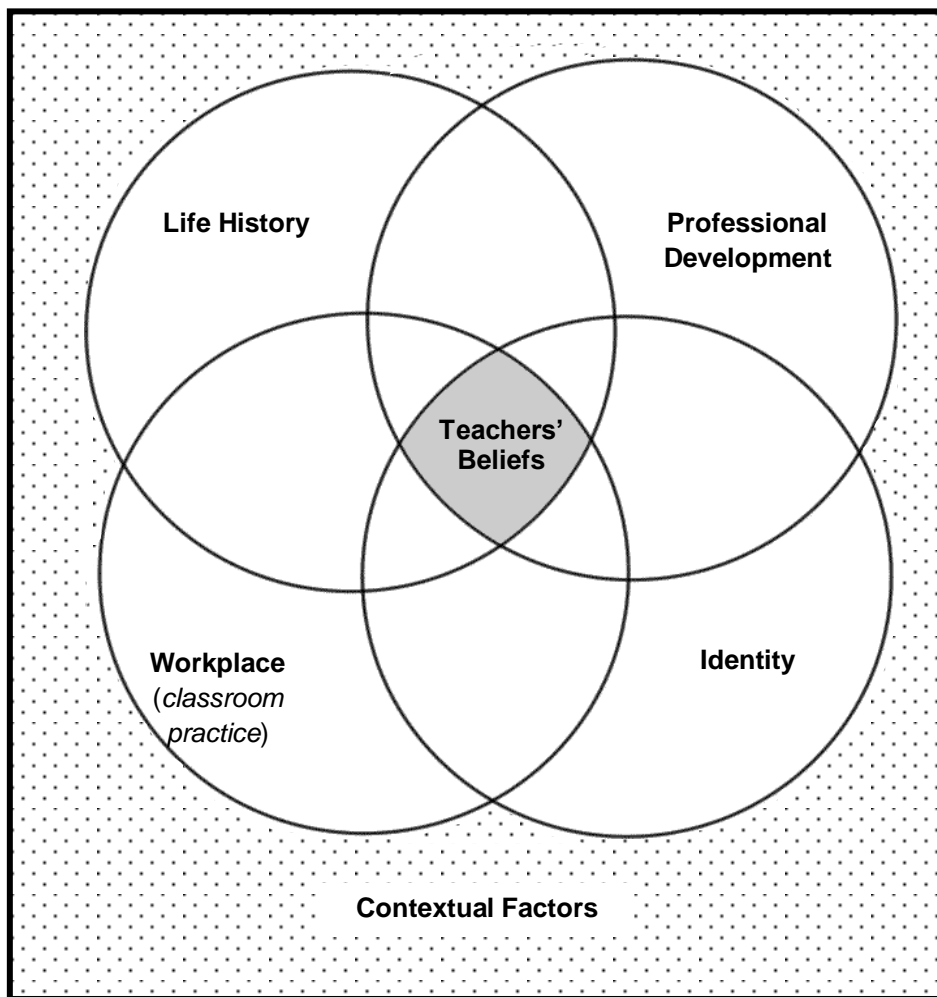 Life History
Professional
Development
Teachers’
Beliefs
Workplace
(classroom
practice)
Identity
Contextual Factors